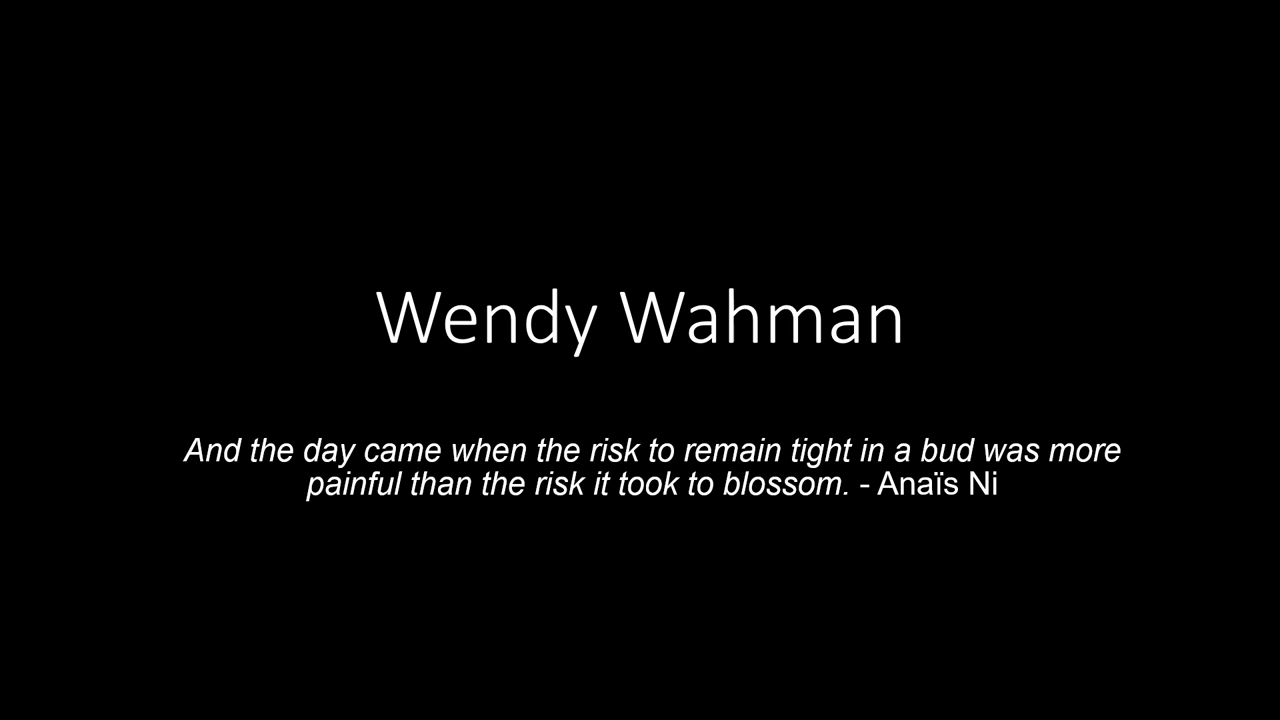 Wendy Wahman
And the day came when the risk to remain tight in a bud was more
painful than the risk it took to blossom. - Anaïs Ni